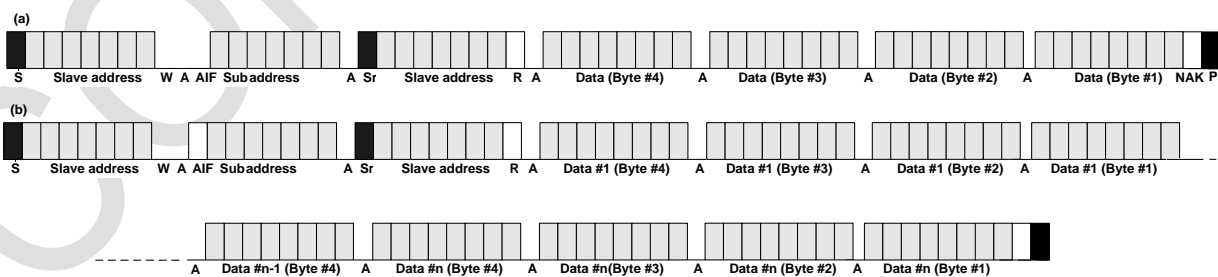 (a)
S Slave address W A AIF Subaddress A Sr Slave address R A Data (Byte #4) A Data (Byte #3) A Data (Byte #2) A Data (Byte #1) NAK P
(b)
S Slave address W A AIF Subaddress A Sr Slave address R A Data #1 (Byte #4) A Data #1 (Byte #3) A Data #1 (Byte #2) A Data #1 (Byte #1)
A Data #n-1 (Byte #4) A Data #n (Byte #4) A Data #n(Byte #3) A Data #n (Byte #2) A Data #n (Byte #1)